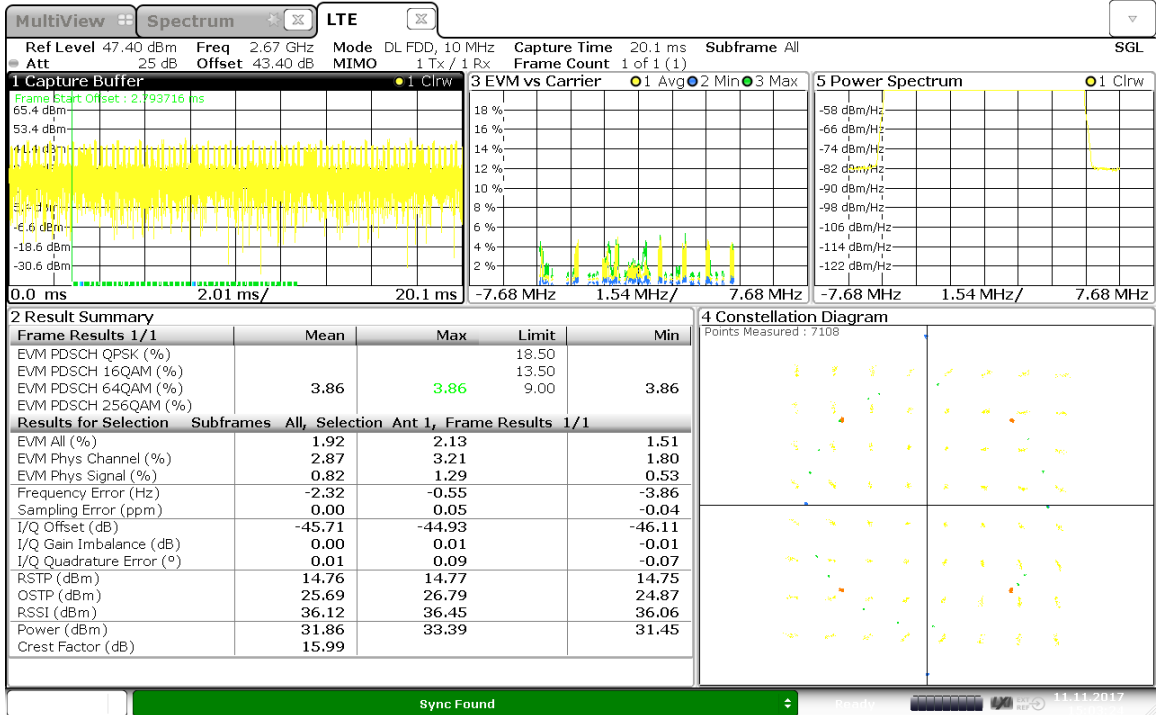 MultiView Spectrum LTE
Ref Level 47.40 dBm Freq 2.67 GHz Mode DL FDD, 10 MHz Capture Time 20.1 ms Subframe All SGL
Att 25 dB Offset 43.40 dB MIMO 1 Tx / 1 Rx Frame Count 1 of 1 (1)
1 Capture Buffer 1 Clrw
Frame Start Offset : 2.793716 ms
65.4 dBm
53.4 dBm
41.4 dBm
-6.6 dBm
-18.6 dBm
-30.6 dBm
0.0 ms 2.01 ms/ 20.1 ms
3 EVM vs Carrier 1 Avg 2 Min 3 Max
18 %
16 %
14 %
12 %
10 %
8 %
6 %
4 %
2 %
-7.68 MHz 1.54 MHz/ 7.68 MHz
5 Power Spectrum 1 Clrw
-58 dBm/Hz
-66 dBm/Hz
-74 dBm/Hz
-82 dBm/Hz
-90 dBm/Hz
-98 dBm/Hz
-106 dBm/Hz
-114 dBm/Hz
-122 dBm/Hz
-7.68 MHz 1.54 MHz/ 7.68 MHz
2 Result Summary
Frame Results 1/1 Mean Max Limit Min
EVM PDSCH QPSK (%) 18.50
EVM PDSCH 16QAM (%) 13.50
EVM PDSCH 64QAM (%) 3.86 3.86 9.00 3.86
EVM PDSCH 256QAM (%)
Results for Selection Subframes All, Selection Ant 1, Frame Results 1/1
EVM All (%) 1.92 2.13 1.51
EVM Phys Channel (%) 2.87 3.21 1.80
EVM Phys Signal (%) 0.82 1.29 0.53
Frequency Error (Hz) -2.32 -0.55 -3.86
Sampling Error (ppm) 0.00 0.05 -0.04
I/Q Offset (dB) -45.71 -44.93 -46.11
I/Q Gain Imbalance (dB) 0.00 0.01 -0.01
I/Q Quadrature Error (º) 0.01 0.09 -0.07
RSTP (dBm) 14.76 14.77 14.75
OSTP (dBm) 25.69 26.79 24.87
RSSI (dBm) 36.12 36.45 36.06
Power (dBm) 31.86 33.39 31.45
Crest Factor (dB) 15.99
4 Constellation Diagram
Points Measured : 7108
Sync Found Ready LXI EXT REF 11.11.2017